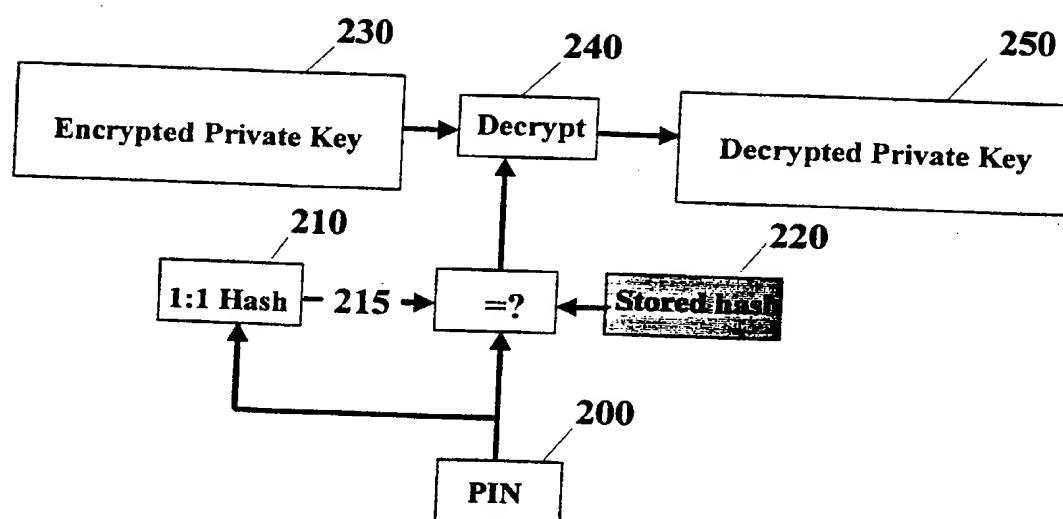 230
240
250
Encrypted Private Key
Decrypt
Decrypted Private Key
210
220
1:1 Hash
215
=?
Stored hash
200
PIN